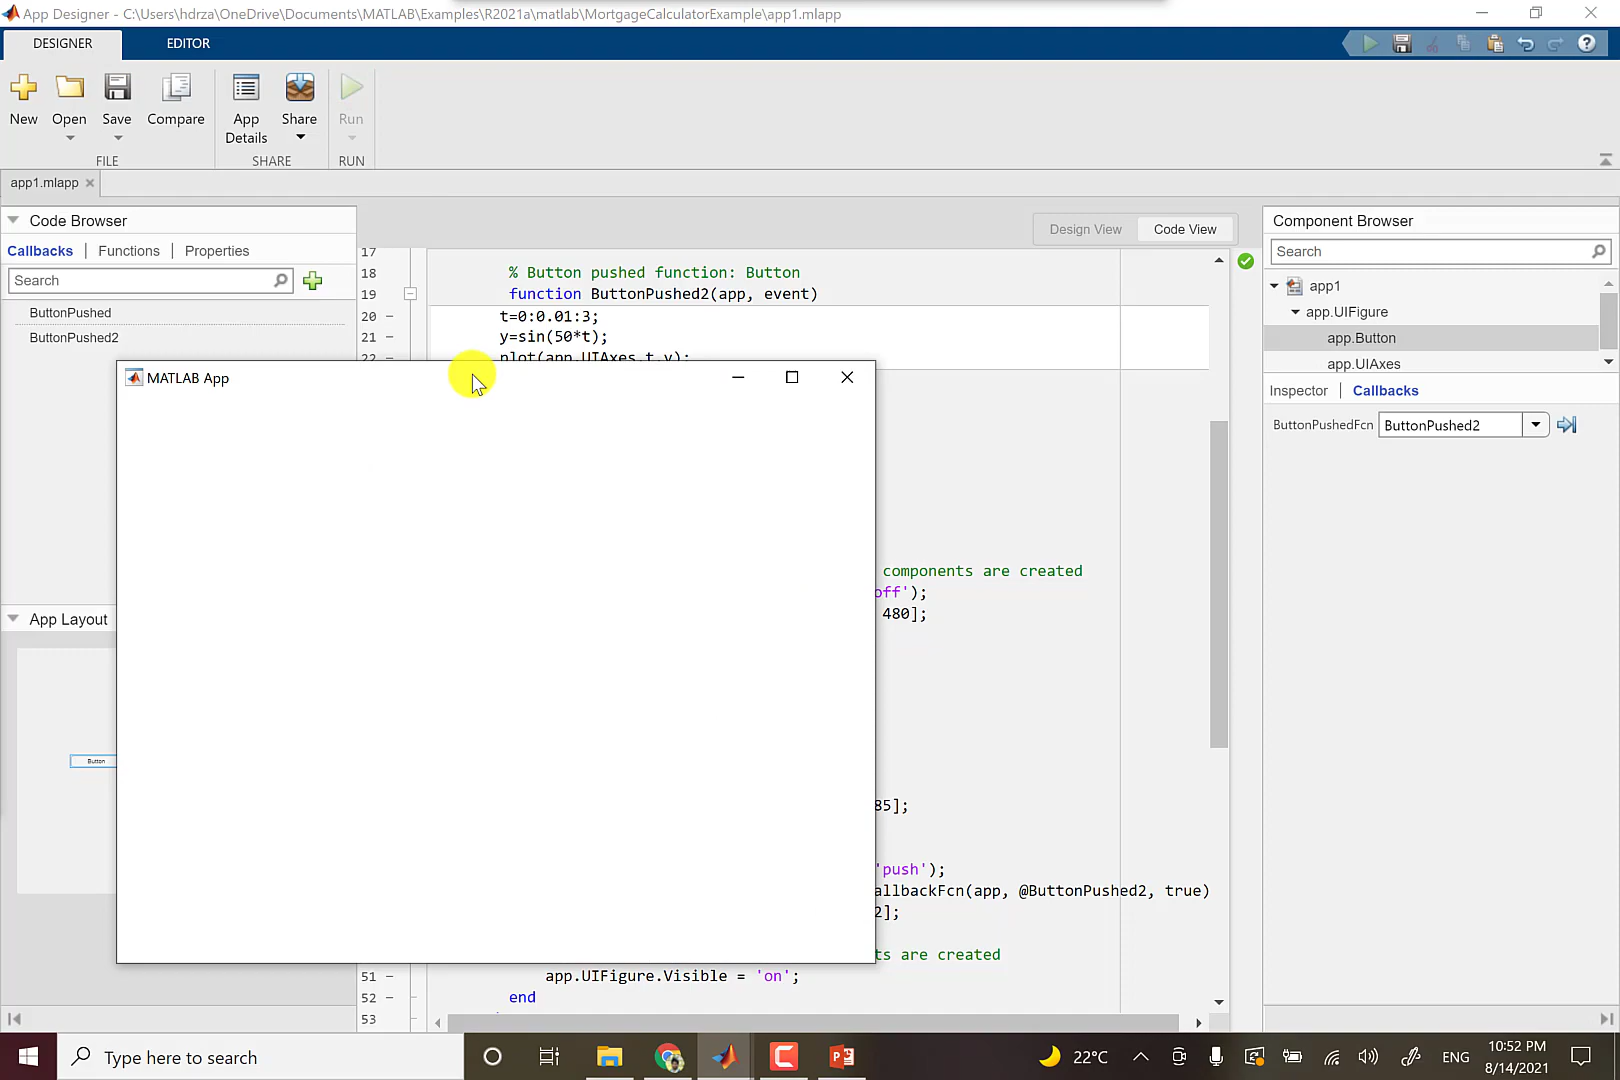 App Designer - C:\Users\hdrza\OneDrive\Documents\MATLAB\Examples\R2021a\matlab\MortgageCalculatorExample\app1.mlapp
DESIGNER
EDITOR
New
Open
Save
Compare
App Details
Share
Run
FILE
SHARE
RUN
app1.mlapp
Code Browser
Callbacks | Functions | Properties
Search
ButtonPushed
ButtonPushed2
App Layout
Button
Design View
Code View
17
18 % Button pushed function: Button
19 function ButtonPushed2(app, event)
20 t=0:0.01:3;
21 y=sin(50*t);
22 plot(app.UIAxes,t,y);
MATLAB App
components are created
off');
480];
85];
'push');
allbackFcn(app, @ButtonPushed2, true)
2];
ts are created
51 app.UIFigure.Visible = 'on';
52 end
53
Component Browser
Search
app1
app.UIFigure
app.Button
app.UIAxes
Inspector | Callbacks
ButtonPushedFcn ButtonPushed2
Type here to search
22°C
ENG
10:52 PM
8/14/2021